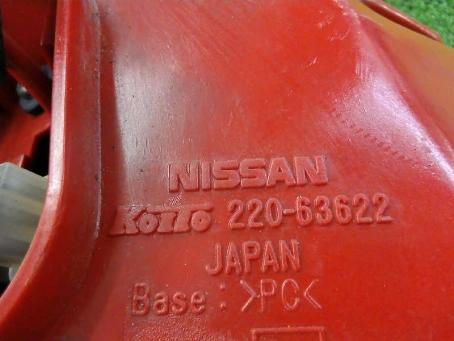 NISSAN
KOITO 220-63622
JAPAN
Base : >PC<